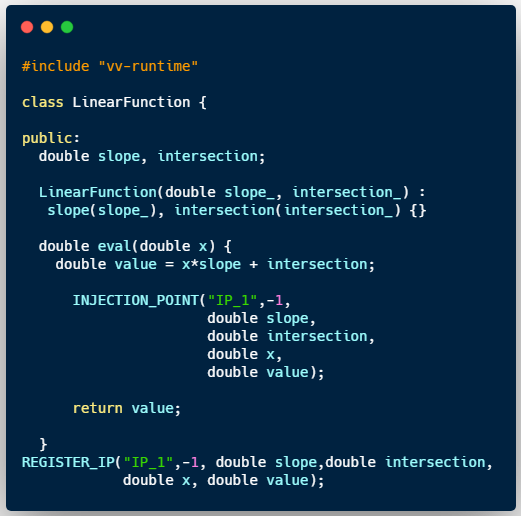 #include "vv-runtime"
class LinearFunction {
public:
double slope, intersection;
LinearFunction(double slope_, intersection_) :
slope(slope_), intersection(intersection_) {}
double eval(double x) {
double value = x*slope + intersection;
INJECTION_POINT("IP_1",-1,
double slope,
double intersection,
double x,
double value);
return value;
}
REGISTER_IP("IP_1",-1, double slope,double intersection,
double x, double value);